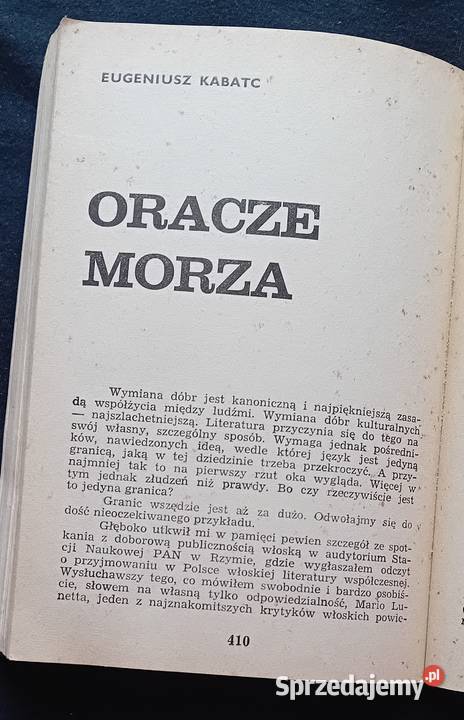 EUGENIUSZ KABATC
ORACZE
MORZA
Wymiana dóbr jest kanoniczną i najpiękniejszą zasa-
dą współżycia między ludźmi. Wymiana dóbr kulturalnych
— najszlachetniejszą. Literatura przyczynia się do tego na
swój własny, szczególny sposób. Wymaga jednak pośredni-
ków, nawiedzonych ideą, wedle której język jest jedyną
granicą, jaką w tej dziedzinie trzeba przekroczyć. A przy-
najmniej tak to na pierwszy rzut oka wygląda. Więcej w
tym jednak złudzeń niż prawdy. Bo czy rzeczywiście jest
to jedyna granica?
Granic wszędzie jest aż za dużo. Odwołajmy się do
dość nieoczekiwanego przykładu.
Głęboko utkwił mi w pamięci pewien szczegół ze spot-
kania z doborową publicznością włoską w audytorium Sta-
cji Naukowej PAN w Rzymie, gdzie wygłaszałem odczyt
o przyjmowaniu w Polsce włoskiej literatury współczesnej.
Wysłuchawszy tego, co mówiłem swobodnie i bardzo osobiś-
cie, słowem na własną tylko odpowiedzialność, Mario Lu-
netta, jeden z najznakomitszych krytyków włoskich powie-
410
Sprzedajemy.pl